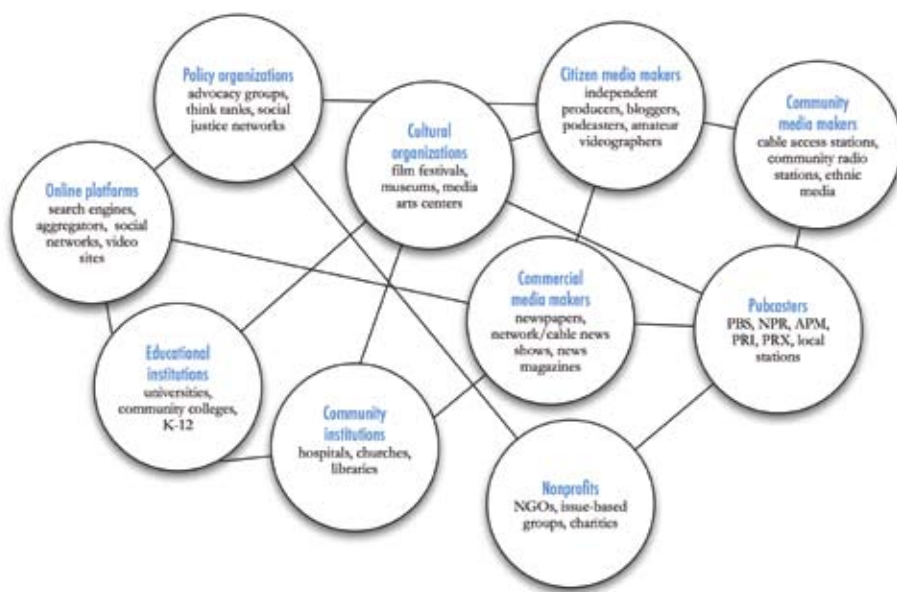 Policy organizations
advocacy groups,
think tanks, social
justice networks
Citizen media makers
independent
producers, bloggers,
podcasters, amateur
videographers
Community
media makers
cable access stations,
community radio
stations, ethnic
media
Cultural
organizations
film festivals,
museums, media
arts centers
Online platforms
search engines,
aggregators, social
networks, video
sites
Commercial
media makers
newspapers,
network/cable news
shows, news
magazines
Pubcasters
PBS, NPR, APM,
PRI, PRX, local
stations
Educational
institutions
universities,
community colleges,
K-12
Community
institutions
hospitals, churches,
libraries
Nonprofits
NGOs, issue-based
groups, charities